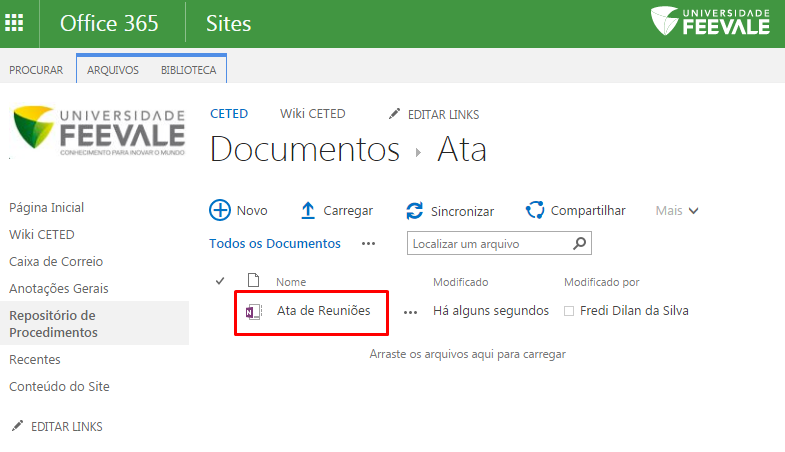 Office 365
Sites
UNIVERSIDADE
FEEVALE
PROCURAR
ARQUIVOS
BIBLIOTECA
UNIVERSIDADE
FEEVALE
CONHECIMENTO PARA INOVAR O MUNDO
CETED
Wiki CETED
EDITAR LINKS
Documentos ▸ Ata
Página Inicial
Wiki CETED
Caixa de Correio
Anotações Gerais
Repositório de
Procedimentos
Recentes
Conteúdo do Site
EDITAR LINKS
Novo
Carregar
Sincronizar
Compartilhar
Mais
Todos os Documentos
...
Localizar um arquivo
Nome
Modificado
Modificado por
Ata de Reuniões
...
Há alguns segundos
Fredi Dilan da Silva
Arraste os arquivos aqui para carregar